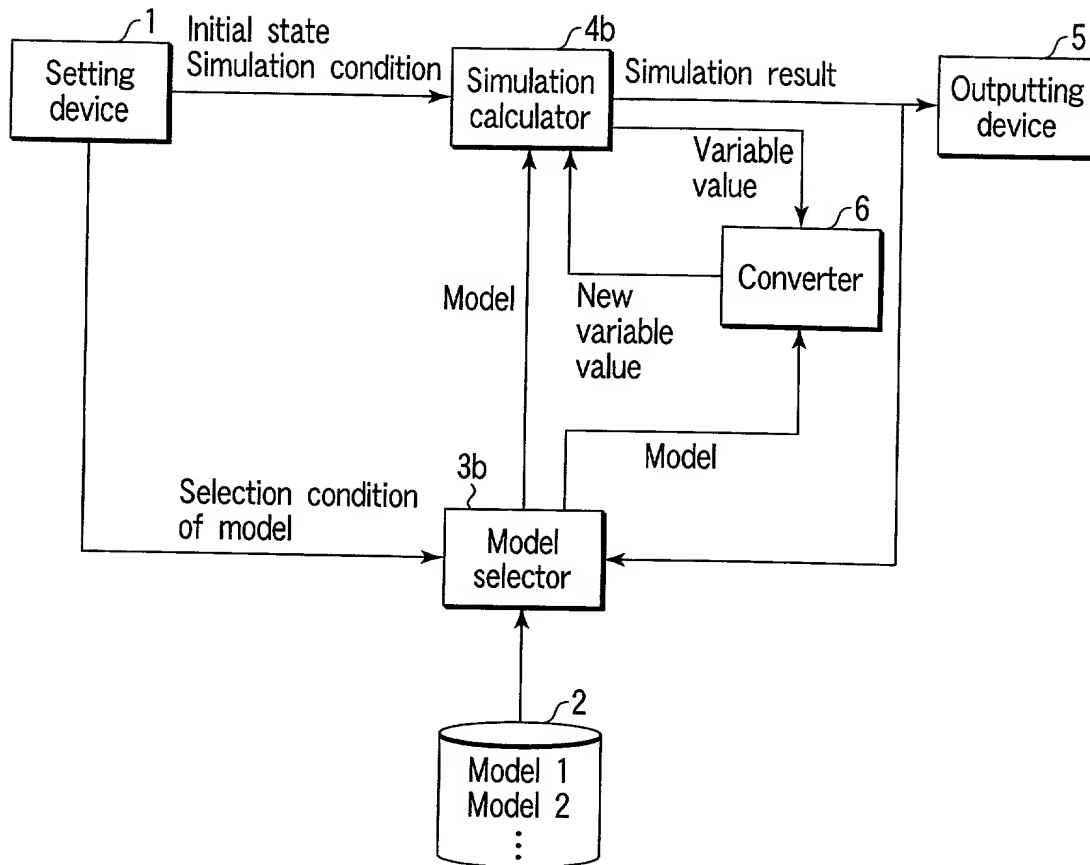 1
Setting
device
Initial state
Simulation condition
4b
Simulation
calculator
Simulation result
5
Outputting
device
Variable
value
6
Converter
New
variable
value
Model
Model
Selection condition
of model
3b
Model
selector
2
Model 1
Model 2
⋮